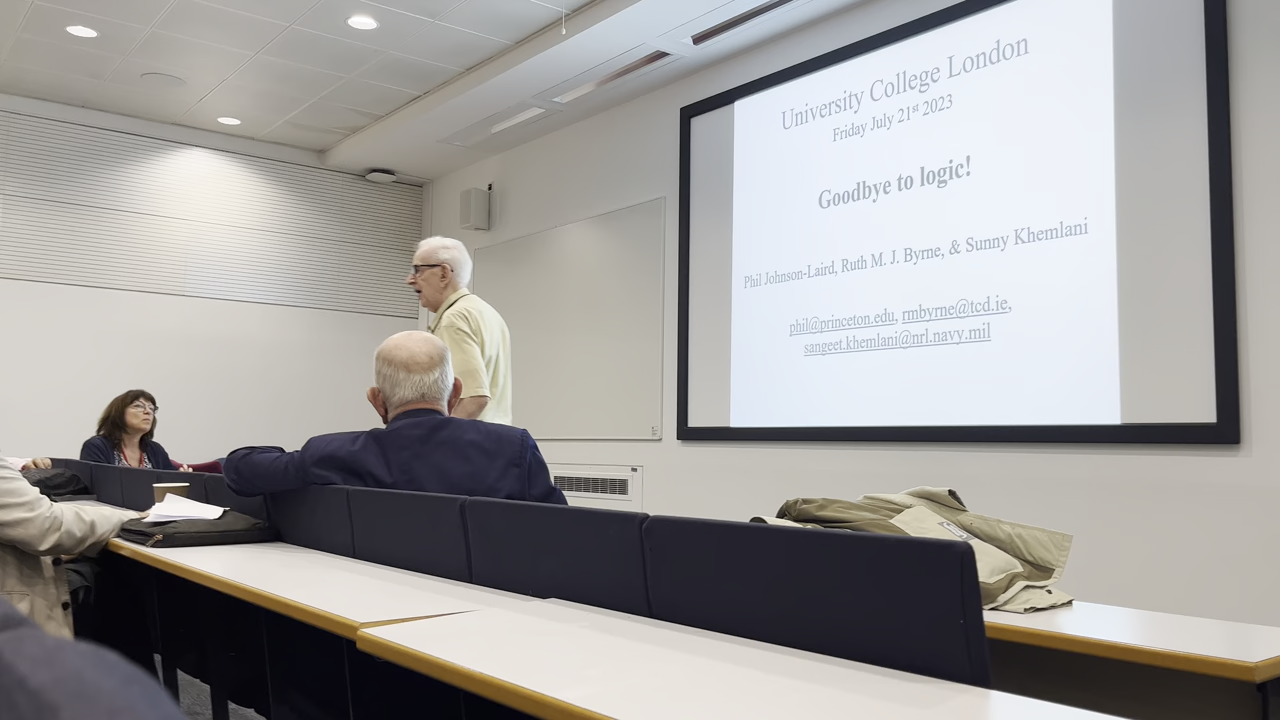 University College London
Friday July 21st 2023
Goodbye to logic!
Phil Johnson-Laird, Ruth M. J. Byrne, & Sunny Khemlani
phil@princeton.edu, rmbyrne@tcd.ie,
sangeet.khemlani@nrl.navy.mil